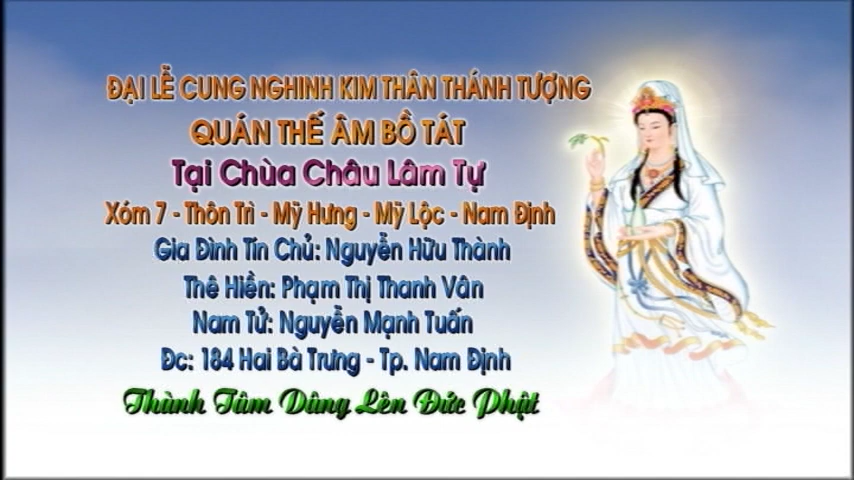 ĐẠI LỄ CUNG NGHINH KIM THÂN THÁNH TƯỢNG
QUÁN THẾ ÂM BỒ TÁT
Tại Chùa Châu Lâm Tự
Xóm 7 - Thôn Trì - Mỹ Hưng - Mỹ Lộc - Nam Định
Gia Đình Tín Chủ: Nguyễn Hữu Thành
Thê Hiền: Phạm Thị Thanh Vân
Nam Tử: Nguyễn Mạnh Tuấn
Đc: 184 Hai Bà Trưng - Tp. Nam Định
Thành Tâm Dâng Lên Đức Phật